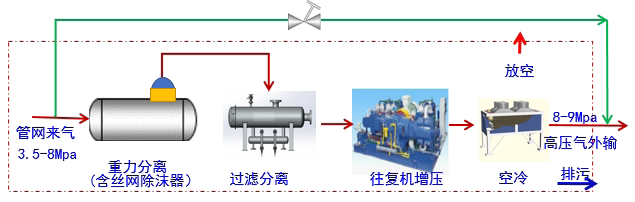 放空
管网来气
3.5-8Mpa
8-9Mpa
高压气外输
重力分离
(含丝网除沫器)
过滤分离
往复机增压
空冷
排污